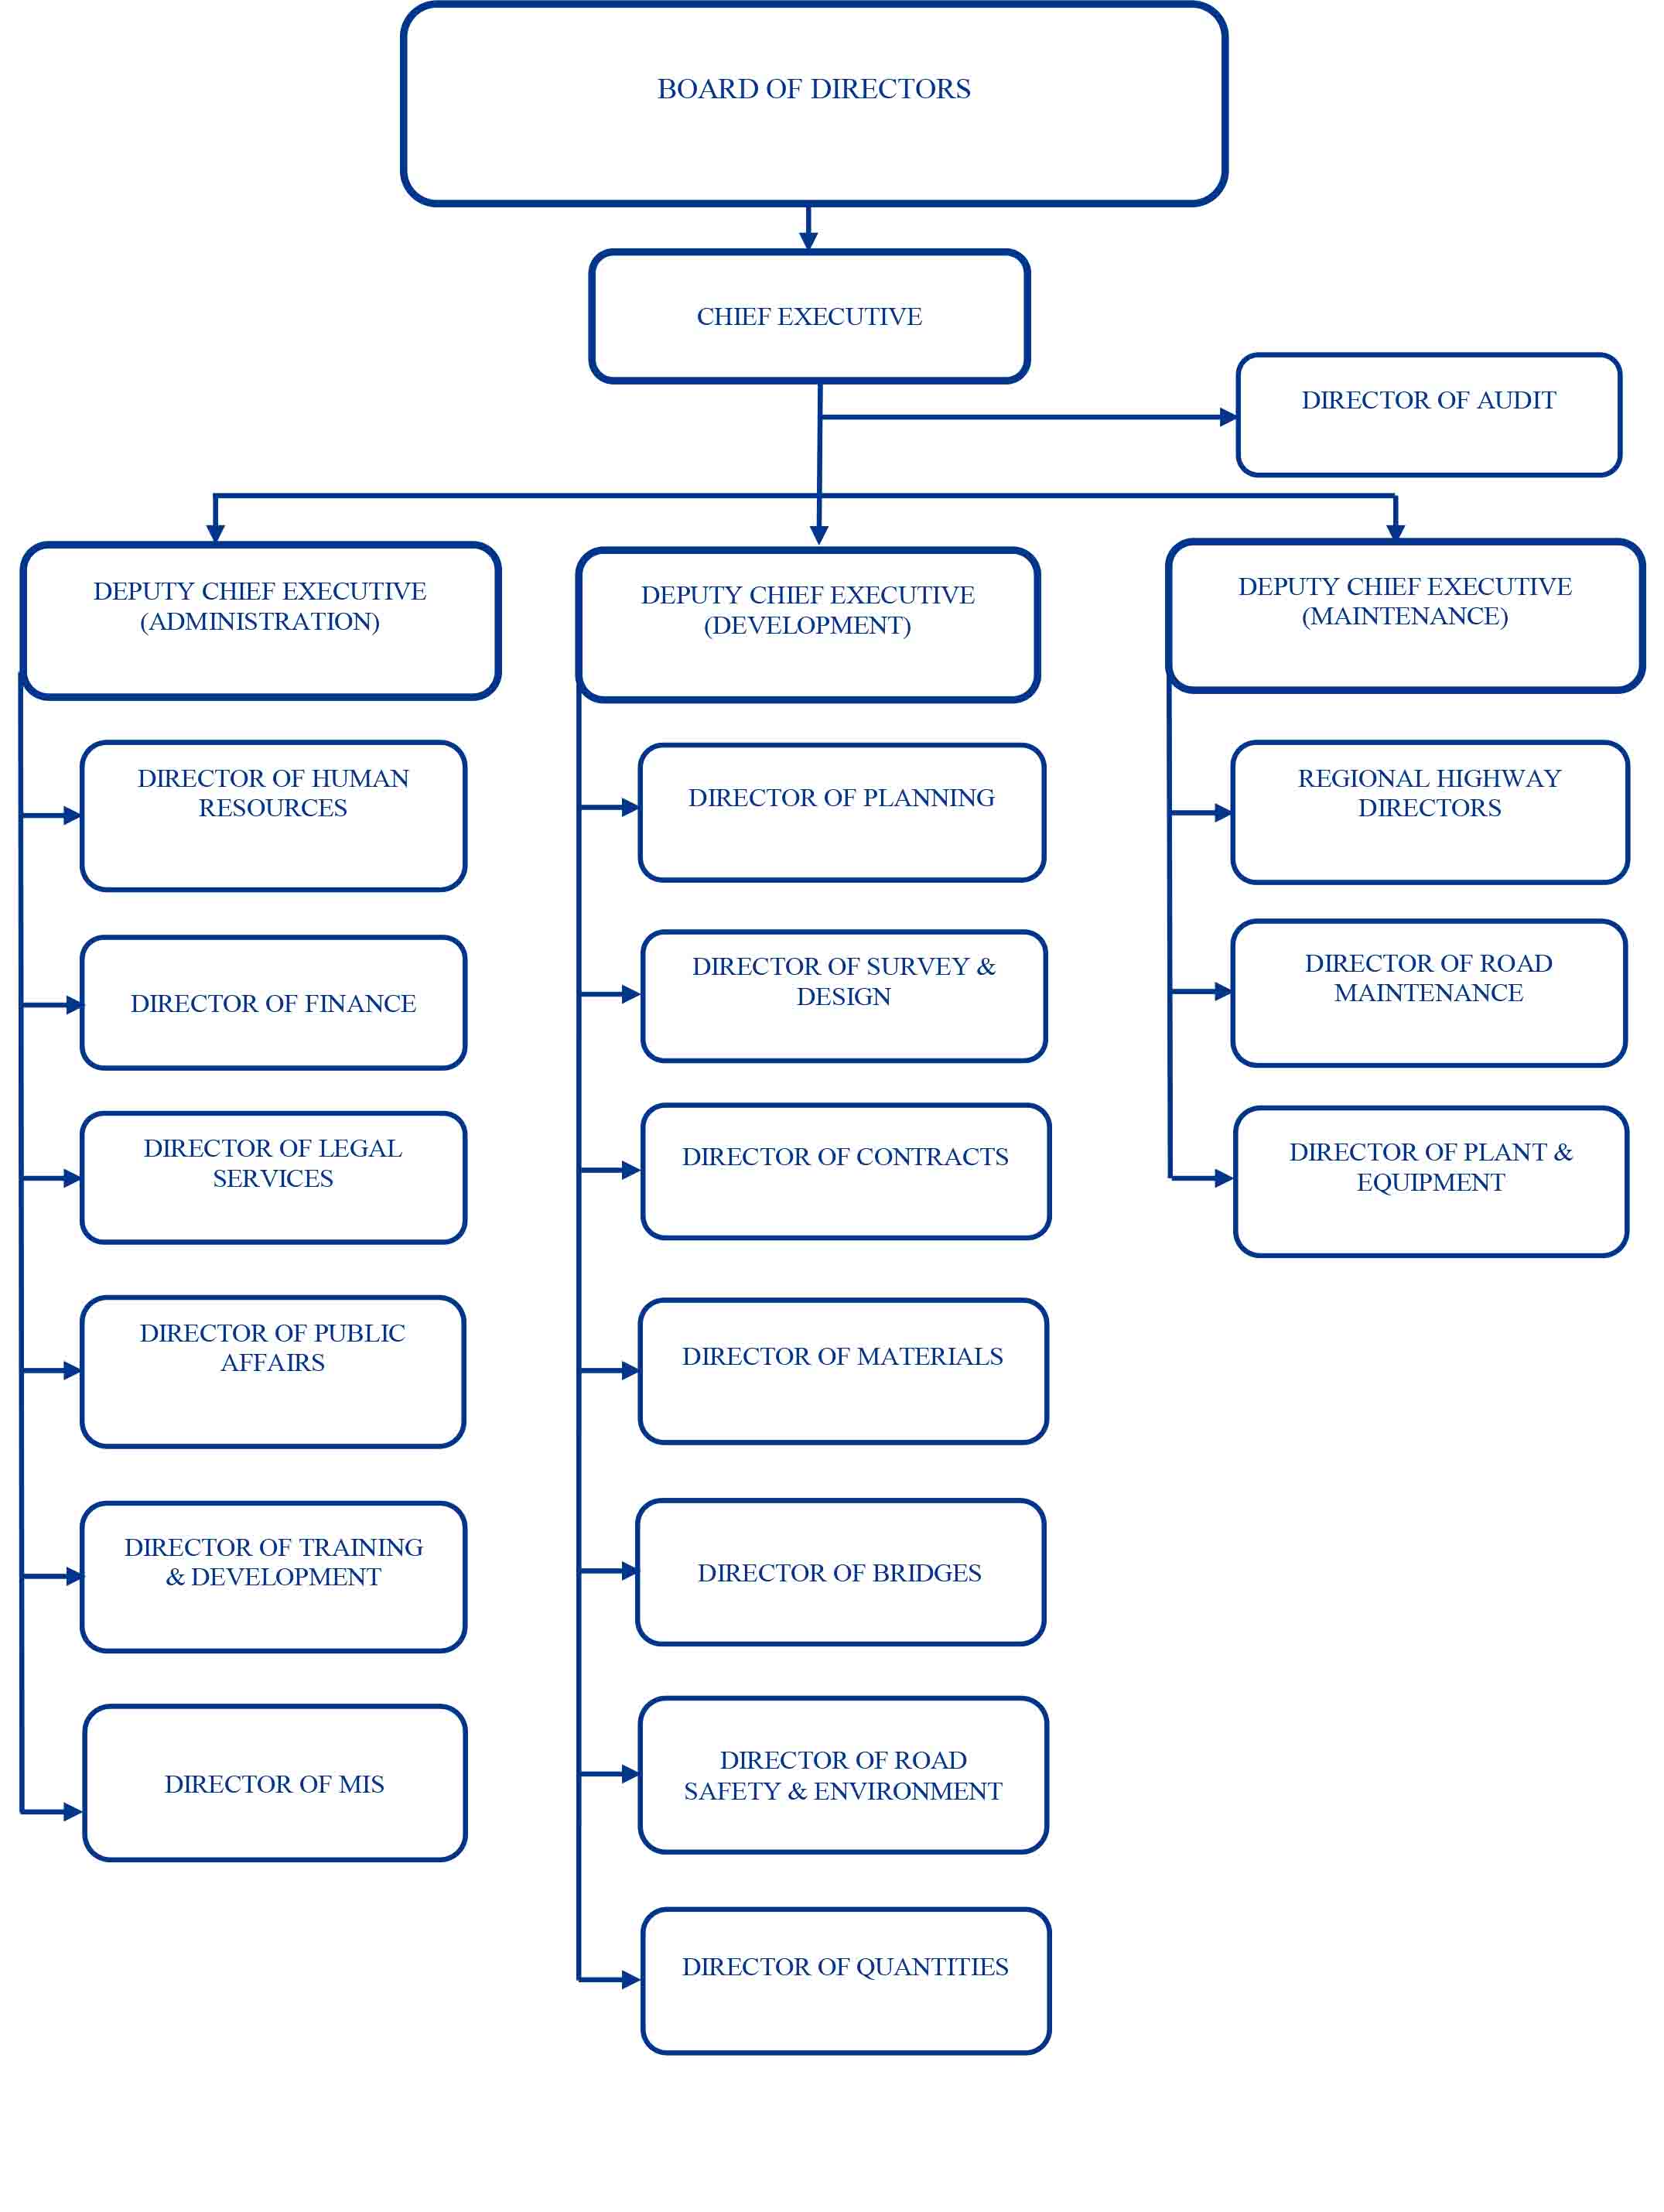 BOARD OF DIRECTORS
CHIEF EXECUTIVE
DIRECTOR OF AUDIT
DEPUTY CHIEF EXECUTIVE
(ADMINISTRATION)
DEPUTY CHIEF EXECUTIVE
(DEVELOPMENT)
DEPUTY CHIEF EXECUTIVE
(MAINTENANCE)
DIRECTOR OF HUMAN
RESOURCES
DIRECTOR OF FINANCE
DIRECTOR OF LEGAL
SERVICES
DIRECTOR OF PUBLIC
AFFAIRS
DIRECTOR OF TRAINING
& DEVELOPMENT
DIRECTOR OF MIS
DIRECTOR OF PLANNING
DIRECTOR OF SURVEY &
DESIGN
DIRECTOR OF CONTRACTS
DIRECTOR OF MATERIALS
DIRECTOR OF BRIDGES
DIRECTOR OF ROAD
SAFETY & ENVIRONMENT
DIRECTOR OF QUANTITIES
REGIONAL HIGHWAY
DIRECTORS
DIRECTOR OF ROAD
MAINTENANCE
DIRECTOR OF PLANT &
EQUIPMENT